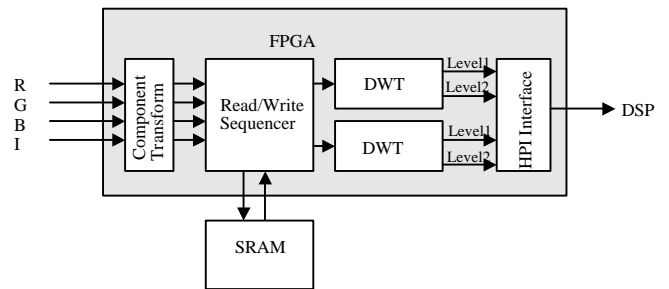 FPGA
R
G
B
I
Component
Transform
Read/Write
Sequencer
DWT
Level1
Level2
DWT
Level1
Level2
HPI Interface
DSP
SRAM